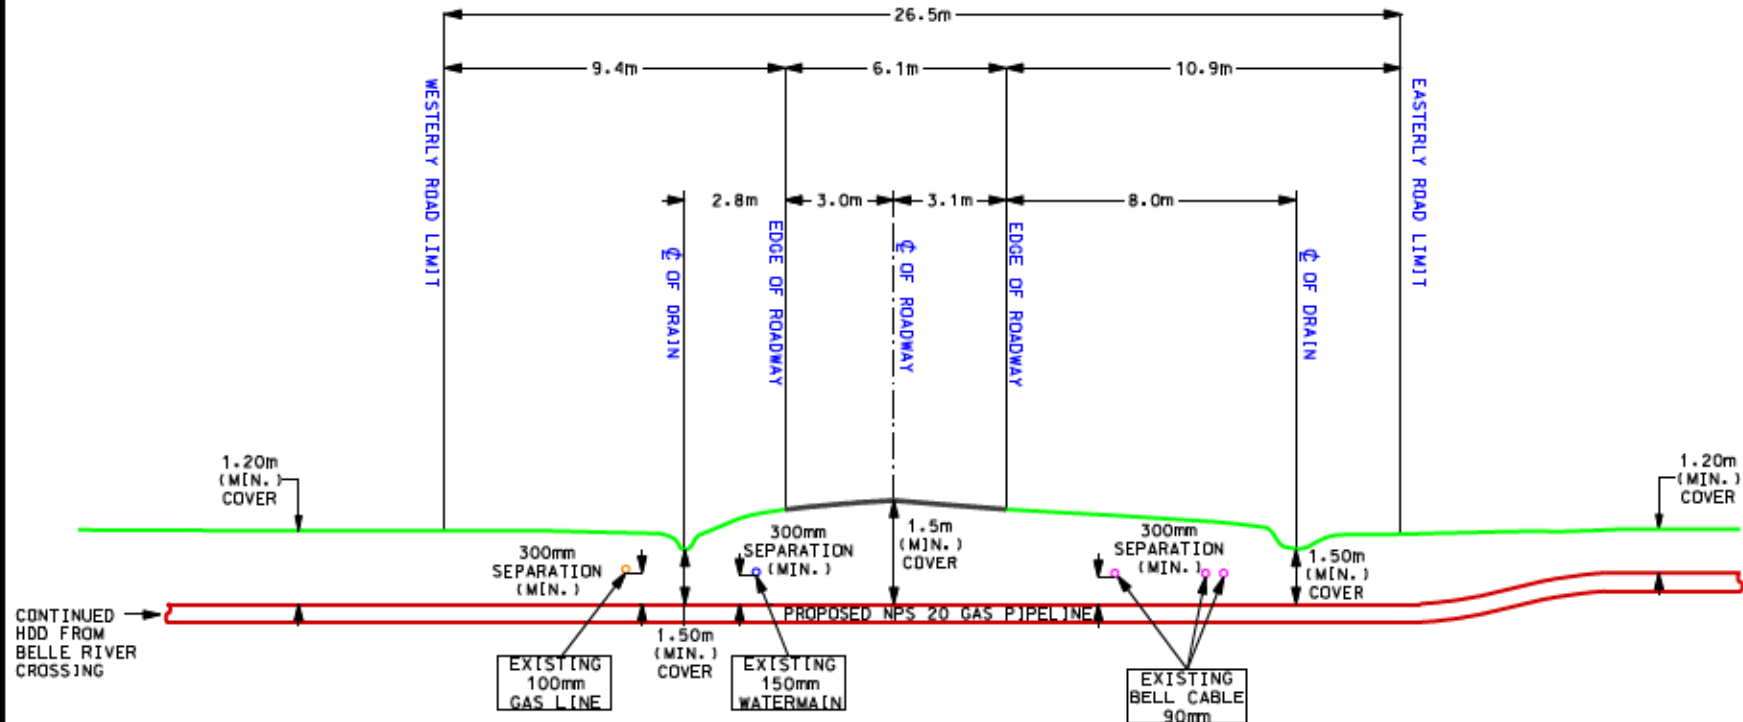 26.5m
9.4m
6.1m
10.9m
WESTERLY ROAD LIMIT
EASTERLY ROAD LIMIT
2.8m
3.0m
3.1m
8.0m
℄ OF DRAIN
EDGE OF ROADWAY
℄ OF ROADWAY
EDGE OF ROADWAY
℄ OF DRAIN
1.20m
(MIN.)
COVER
1.20m
(MIN.)
COVER
300mm
SEPARATION
(MIN.)
300mm
SEPARATION
(MIN.)
1.5m
(MIN.)
COVER
300mm
SEPARATION
(MIN.)
1.50m
(MIN.)
COVER
CONTINUED
HDD FROM
BELLE RIVER
CROSSING
PROPOSED NPS 20 GAS PIPELINE
1.50m
(MIN.)
COVER
EXISTING
100mm
GAS LINE
EXISTING
150mm
WATERMAIN
EXISTING
BELL CABLE
90mm